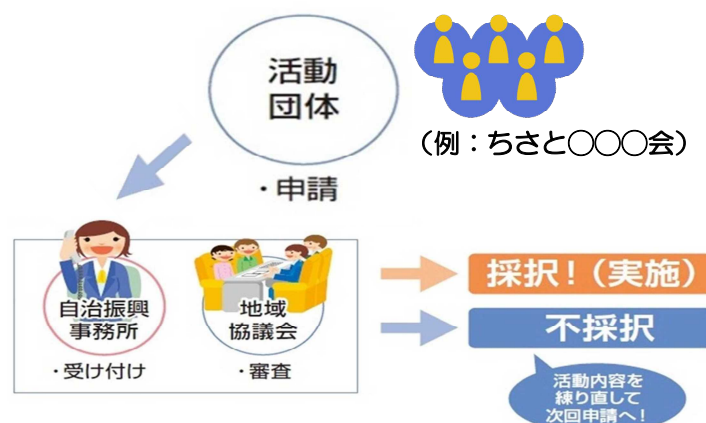 活動
団体
（例：ちさと○○○会）
・申請
自治振興
事務所
・受け付け
地域
協議会
・審査
採択！（実施）
不採択
活動内容を
練り直して
次回申請へ！